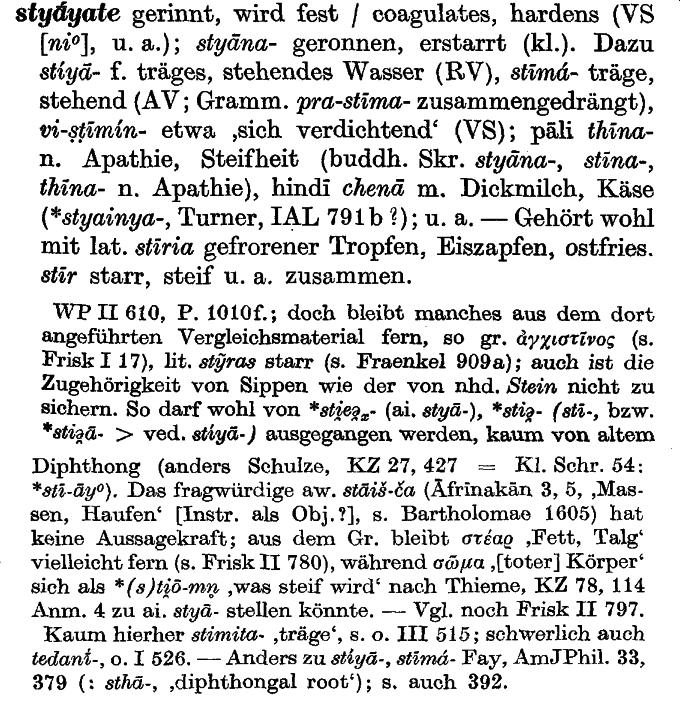 styā́yate gerinnt, wird fest / coagulates, hardens (VS
[ni⁰], u. a.); styāna- geronnen, erstarrt (kl.). Dazu
stíyā- f. träges, stehendes Wasser (RV), stīmá- träge,
stehend (AV; Gramm. pra-stīma- zusammengedrängt),
vi-ṣṭīmín- etwa ‚sich verdichtend‘ (VS); pāli thīna-
n. Apathie, Steifheit (buddh. Skr. styāna-, stīna-,
thīna- n. Apathie), hindī chenā m. Dickmilch, Käse
(*styainya-, Turner, IAL 791b ?); u. a. — Gehört wohl
mit lat. stīria gefrorener Tropfen, Eiszapfen, ostfries.
stīr starr, steif u. a. zusammen.
WP II 610, P. 1010f.; doch bleibt manches aus dem dort
angeführten Vergleichsmaterial fern, so gr. ἀγχιστῖνος (s.
Frisk I 17), lit. stýras starr (s. Fraenkel 909a); auch ist die
Zugehörigkeit von Sippen wie der von nhd. Stein nicht zu
sichern. So darf wohl von *sti̯eə̯ₓ- (ai. styā-), *stiə̯- (stī-, bzw.
*stiə̯ā- > ved. stíyā-) ausgegangen werden, kaum von altem
Diphthong (anders Schulze, KZ 27, 427 = Kl. Schr. 54:
*stī-āy⁰). Das fragwürdige aw. stāiš-ča (Āfrīnakān 3, 5, ‚Mas-
sen, Haufen‘ [Instr. als Obj.?], s. Bartholomae 1605) hat
keine Aussagekraft; aus dem Gr. bleibt στέαρ ‚Fett, Talg‘
vielleicht fern (s. Frisk II 780), während σῶμα ‚[toter] Körper‘
sich als *(s)ti̯ō-mn̥ ‚was steif wird‘ nach Thieme, KZ 78, 114
Anm. 4 zu ai. styā- stellen könnte. — Vgl. noch Frisk II 797.
Kaum hierher stimita- ‚träge‘, s. o. III 515; schwerlich auch
tedanī́-, o. I 526. — Anders zu stíyā-, stīmá- Fay, AmJPhil. 33,
379 (: sthā-, ‚diphthongal root‘); s. auch 392.